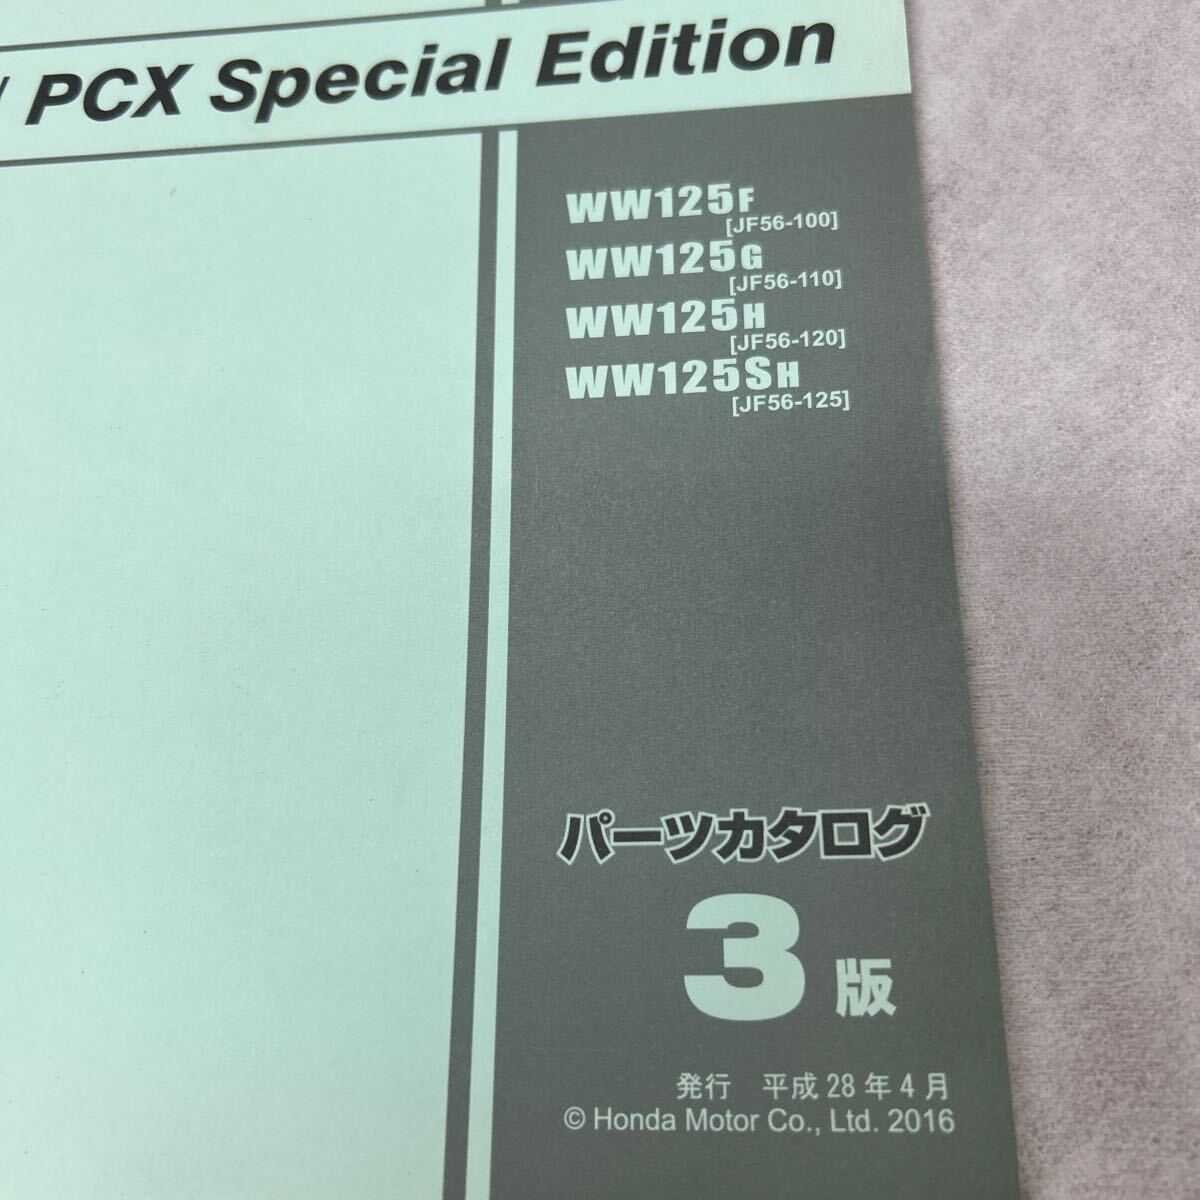 / PCX Special Edition
WW125F
[JF56-100]
WW125G
[JF56-110]
WW125H
[JF56-120]
WW125SH
[JF56-125]
パーツカタログ
3版
発行 平成28年4月
© Honda Motor Co., Ltd. 2016